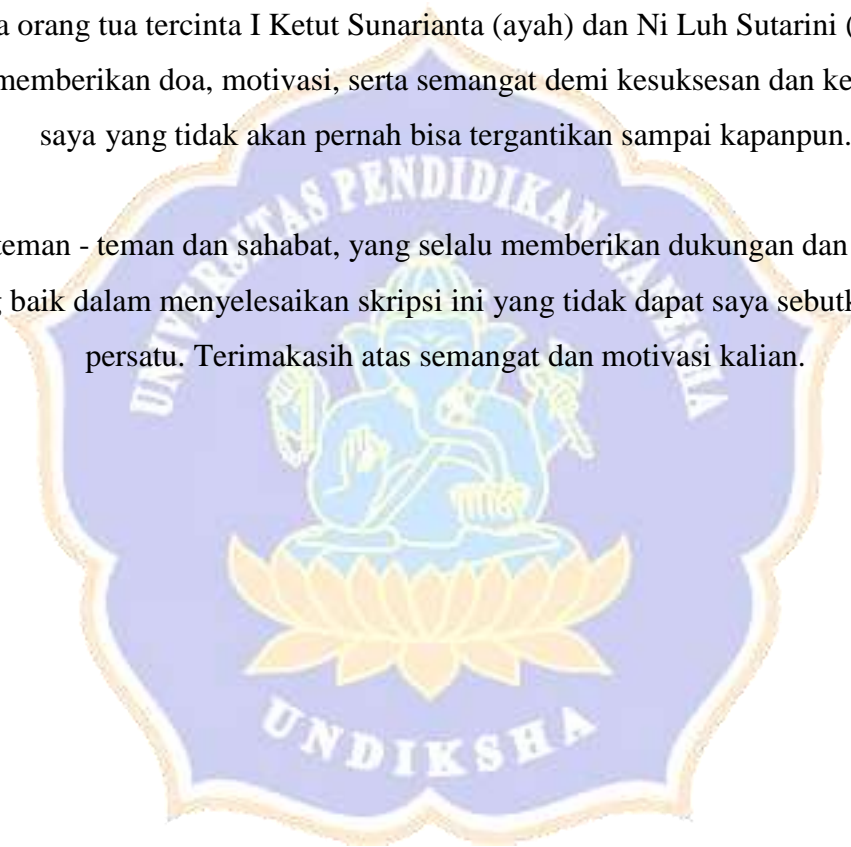 a orang tua tercinta I Ketut Sunarianta (ayah) dan Ni Luh Sutarini (
memberikan doa, motivasi, serta semangat demi kesuksesan dan ke
saya yang tidak akan pernah bisa tergantikan sampai kapanpun.
teman - teman dan sahabat, yang selalu memberikan dukungan dan
g baik dalam menyelesaikan skripsi ini yang tidak dapat saya sebutk
persatu. Terimakasih atas semangat dan motivasi kalian.
UNIVERSITAS PENDIDIKAN GANESHA
UNDIKSHA